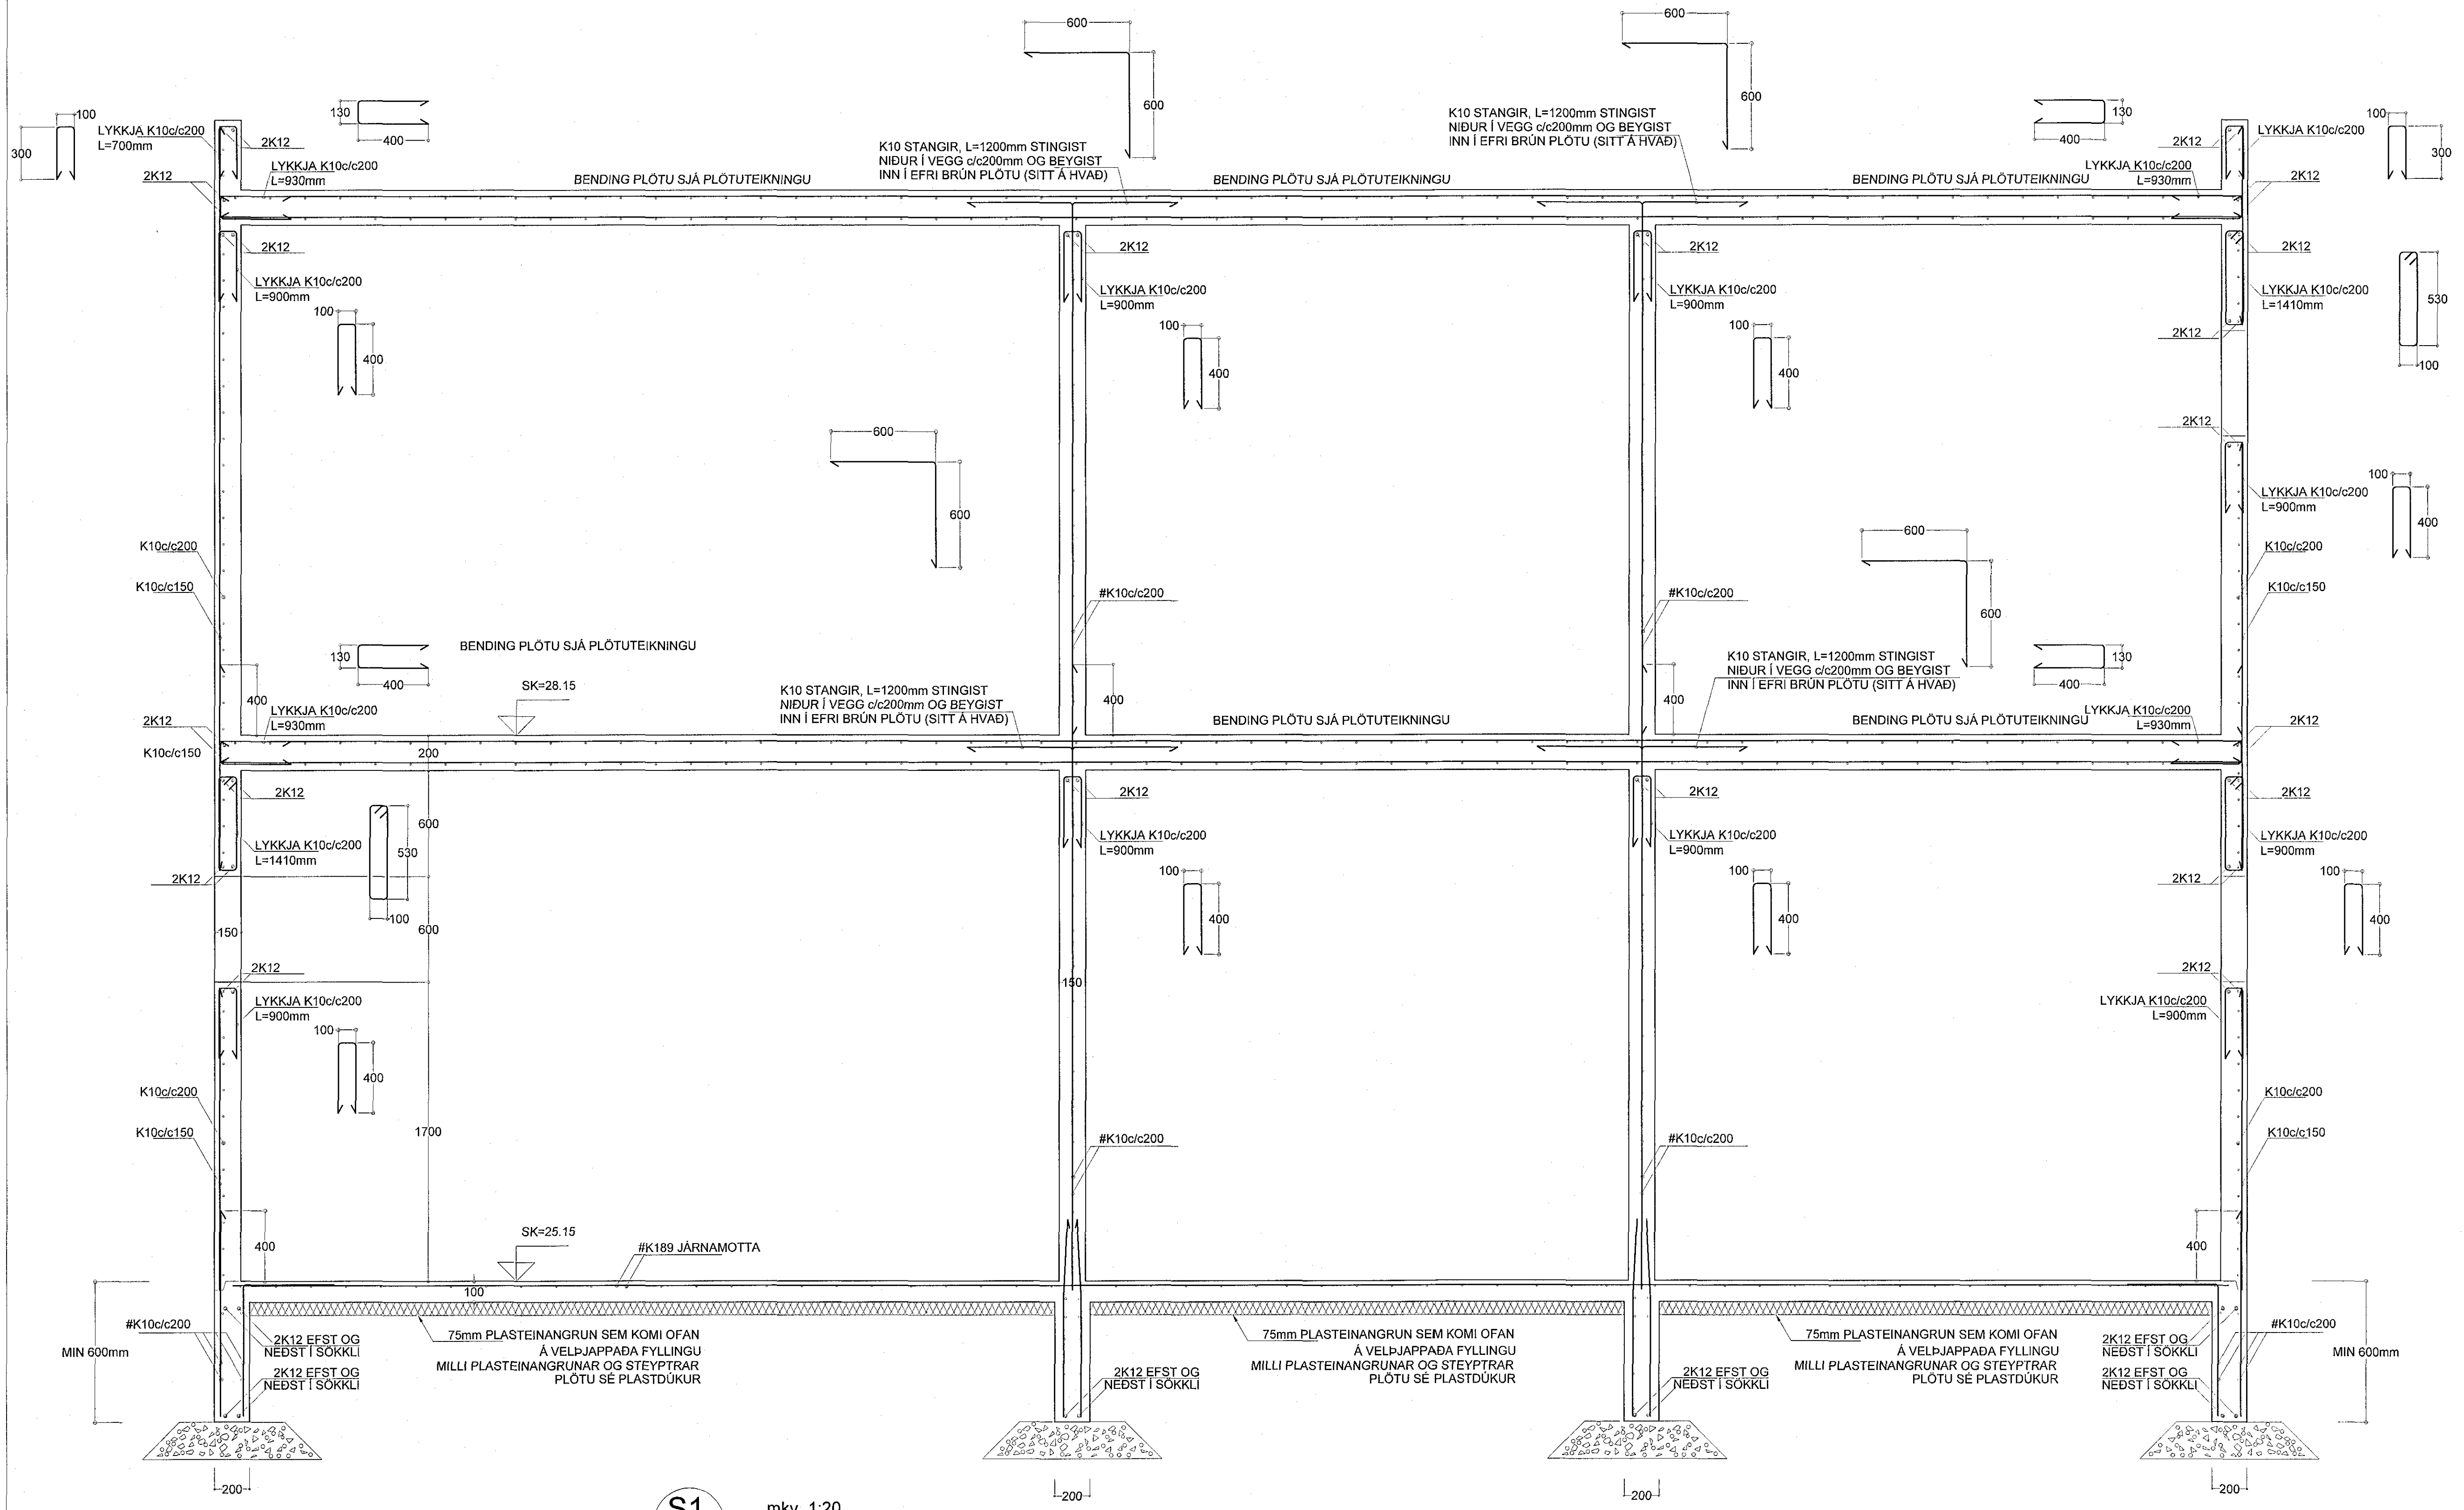 600
600
100
300
LYKKJA K10c/c200
L=700mm
2K12
130
400
2K12
LYKKJA K10c/c200
L=930mm
BENDING PLÖTU SJÁ PLÖTUTEIKNINGU
K10 STANGIR, L=1200mm STINGIST
NIÐUR Í VEGG c/c200mm OG BEYGIST
INN Í EFRI BRÚN PLÖTU (SITT Á HVAÐ)
600
BENDING PLÖTU SJÁ PLÖTUTEIKNINGU
K10 STANGIR, L=1200mm STINGIST
NIÐUR Í VEGG c/c200mm OG BEYGIST
INN Í EFRI BRÚN PLÖTU (SITT Á HVAÐ)
600
BENDING PLÖTU SJÁ PLÖTUTEIKNINGU
130
400
2K12
LYKKJA K10c/c200
LYKKJA K10c/c200
L=930mm
2K12
100
300
2K12
LYKKJA K10c/c200
L=900mm
100
400
2K12
LYKKJA K10c/c200
L=900mm
100
400
2K12
LYKKJA K10c/c200
L=900mm
100
400
2K12
LYKKJA K10c/c200
L=1410mm
2K12
530
100
2K12
LYKKJA K10c/c200
L=900mm
100
400
600
600
600
600
K10c/c200
K10c/c150
#K10c/c200
#K10c/c200
K10c/c200
K10c/c150
130
400
BENDING PLÖTU SJÁ PLÖTUTEIKNINGU
SK=28.15
400
LYKKJA K10c/c200
L=930mm
2K12
K10c/c150
200
K10 STANGIR, L=1200mm STINGIST
NIÐUR Í VEGG c/c200mm OG BEYGIST
INN Í EFRI BRÚN PLÖTU (SITT Á HVAÐ)
400
BENDING PLÖTU SJÁ PLÖTUTEIKNINGU
400
K10 STANGIR, L=1200mm STINGIST
NIÐUR Í VEGG c/c200mm OG BEYGIST
INN Í EFRI BRÚN PLÖTU (SITT Á HVAÐ)
BENDING PLÖTU SJÁ PLÖTUTEIKNINGU
130
400
LYKKJA K10c/c200
L=930mm
2K12
2K12
LYKKJA K10c/c200
L=1410mm
2K12
600
530
100
600
150
2K12
LYKKJA K10c/c200
L=900mm
100
400
2K12
LYKKJA K10c/c200
L=900mm
100
400
150
2K12
LYKKJA K10c/c200
L=900mm
100
400
2K12
LYKKJA K10c/c200
L=900mm
2K12
100
400
2K12
LYKKJA K10c/c200
L=900mm
K10c/c200
K10c/c150
1700
#K10c/c200
#K10c/c200
K10c/c200
K10c/c150
400
SK=25.15
#K189 JÁRNAMOTTA
100
400
#K10c/c200
MIN 600mm
2K12 EFST OG
NEÐST Í SÖKKLI
2K12 EFST OG
NEÐST Í SÖKKLI
75mm PLASTEINANGRUN SEM KOMI OFAN
Á VELÞJAPPAÐA FYLLINGU
MILLI PLASTEINANGRUNAR OG STEYPTRAR
PLÖTU SÉ PLASTDÚKUR
2K12 EFST OG
NEÐST Í SÖKKLI
75mm PLASTEINANGRUN SEM KOMI OFAN
Á VELÞJAPPAÐA FYLLINGU
MILLI PLASTEINANGRUNAR OG STEYPTRAR
PLÖTU SÉ PLASTDÚKUR
2K12 EFST OG
NEÐST Í SÖKKLI
75mm PLASTEINANGRUN SEM KOMI OFAN
Á VELÞJAPPAÐA FYLLINGU
MILLI PLASTEINANGRUNAR OG STEYPTRAR
PLÖTU SÉ PLASTDÚKUR
2K12 EFST OG
NEÐST Í SÖKKLI
2K12 EFST OG
NEÐST Í SÖKKLI
#K10c/c200
MIN 600mm
200
200
200
200
S1
mkv. 1:20